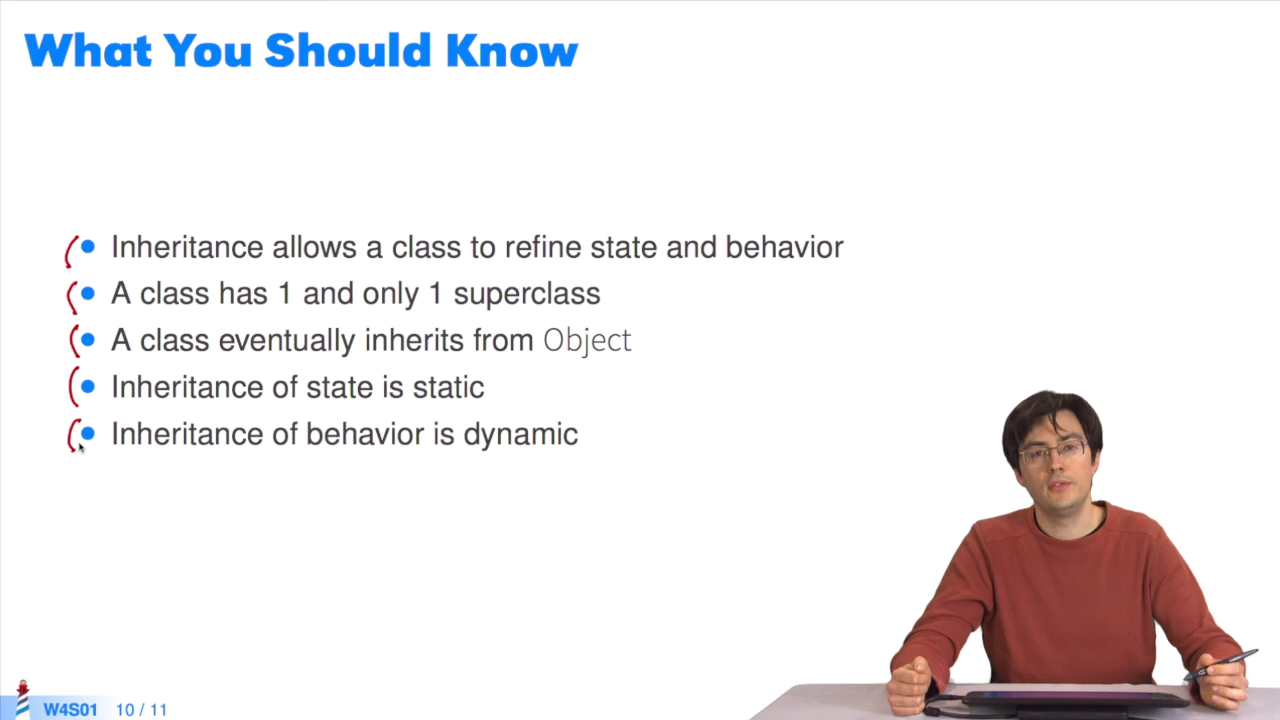 What You Should Know
Inheritance allows a class to refine state and behavior
A class has 1 and only 1 superclass
A class eventually inherits from Object
Inheritance of state is static
Inheritance of behavior is dynamic
W4S01 10 / 11